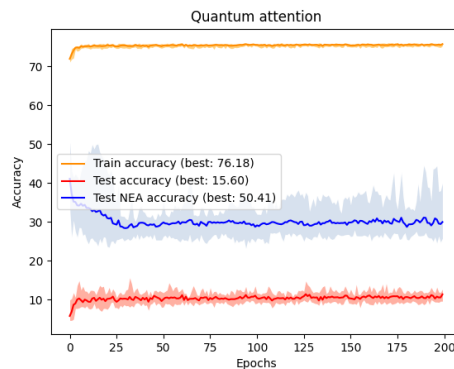 Quantum attention
70
60
50
40
30
20
10
Accuracy
Train accuracy (best: 76.18)
Test accuracy (best: 15.60)
Test NEA accuracy (best: 50.41)
0 25 50 75 100 125 150 175 200
Epochs